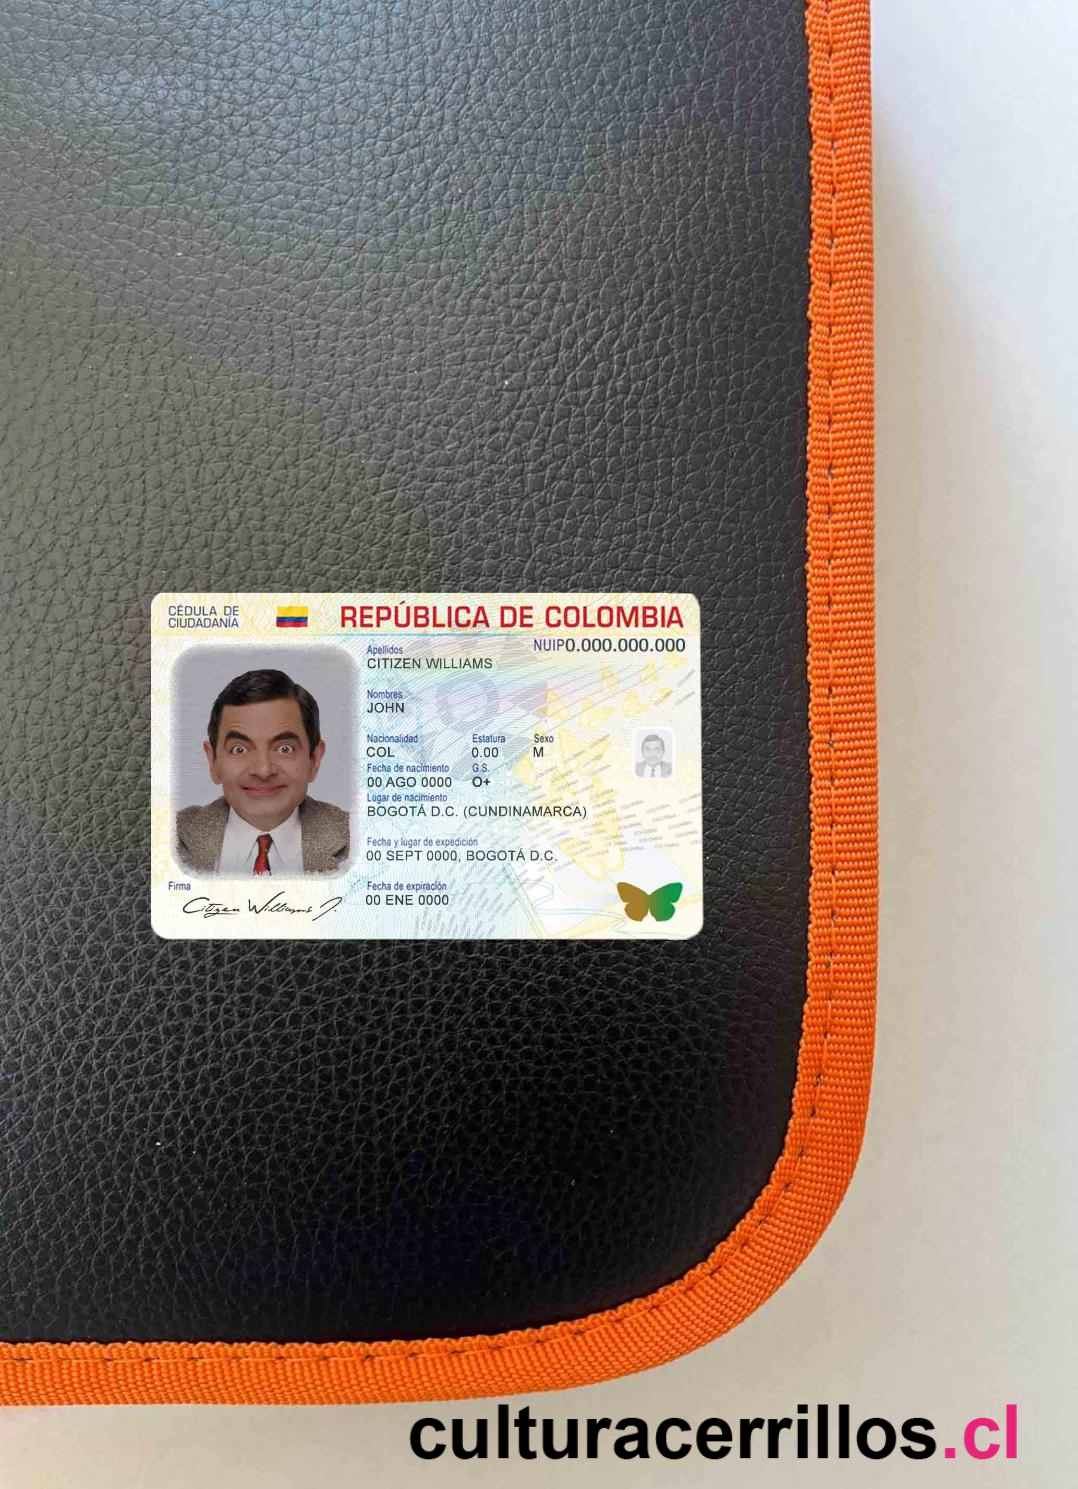 CÉDULA DE
CIUDADANÍA
REPÚBLICA DE COLOMBIA
NUIP0.000.000.000
Apellidos
CITIZEN WILLIAMS
Nombres
JOHN
Nacionalidad Estatura Sexo
COL 0.00 M
Fecha de nacimiento G.S.
00 AGO 0000 O+
Lugar de nacimiento
BOGOTÁ D.C. (CUNDINAMARCA)
Fecha y lugar de expedición
00 SEPT 0000, BOGOTÁ D.C.
Fecha de expiración
00 ENE 0000
Firma
Citizen Williams J.
culturacerrillos.cl